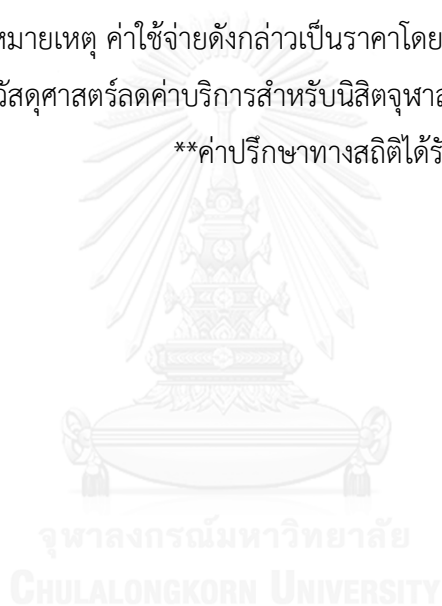 หมายเหตุ ค่าใช้จ่ายดังกล่าวเป็นราคาโดย
วัสดุศาสตร์ลดค่าบริการสำหรับนิสิตจุฬาล
**ค่าปรึกษาทางสถิติได้รั
จุฬาลงกรณ์มหาวิทยาลัย
CHULALONGKORN UNIVERSITY